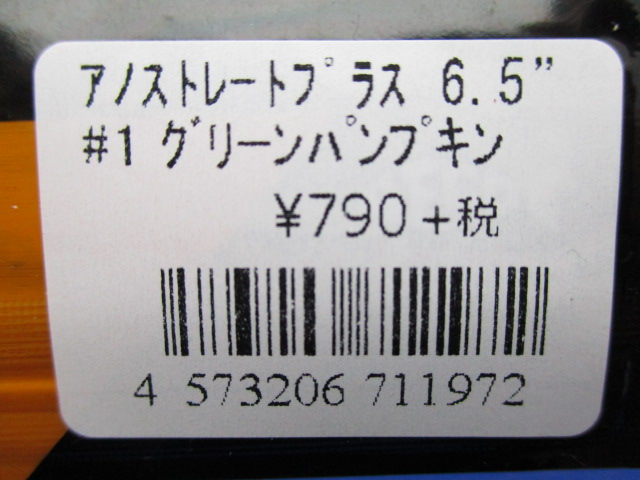 アノストレートプラス 6.5”
#1 グリーンパンプキン
¥790 +税
4 573206 711972